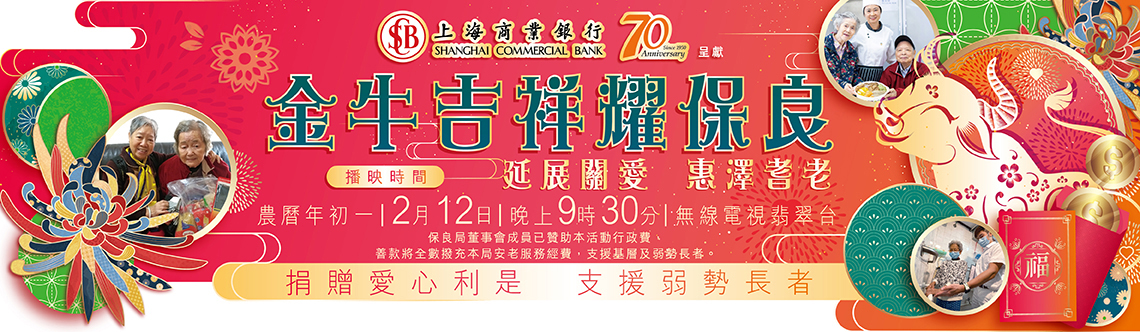 SCB 上海商業銀行 70 呈獻
SHANGHAI COMMERCIAL BANK Since 1950 Anniversary
金牛吉祥耀保良
延展關愛 惠澤耆老
播映時間
農曆年初一|2月12日|晚上9時30分|無線電視翡翠台
保良局董事會成員已贊助本活動行政費、
善款將全數撥充本局安老服務經費，支援基層及弱勢長者。
捐贈愛心利是 支援弱勢長者
福
$